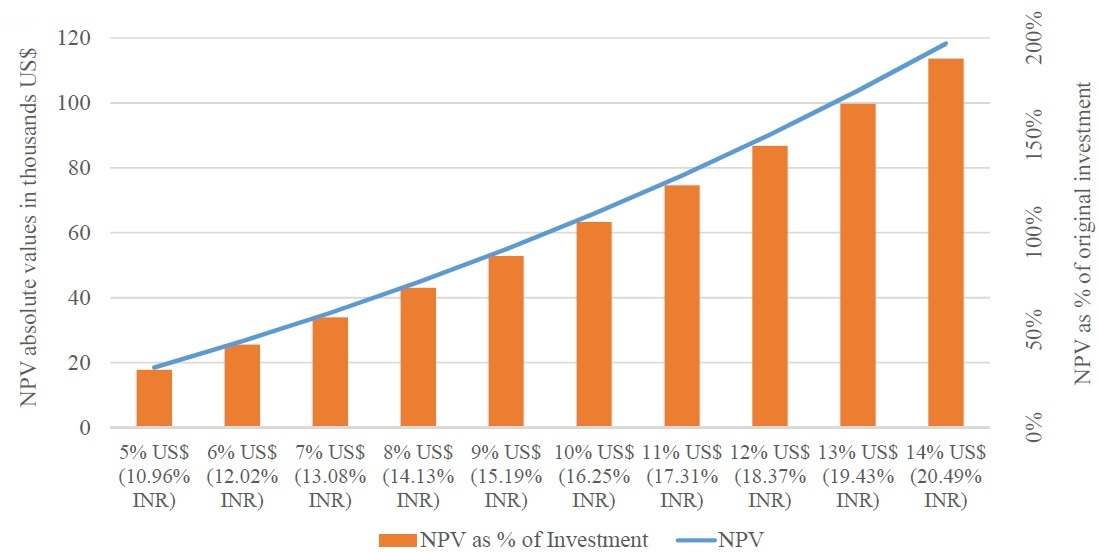 NPV absolute values in thousands US$
120
100
80
60
40
20
0
200%
150%
100%
50%
0%
NPV as % of original investment
5% US$
(10.96%
INR)
6% US$
(12.02%
INR)
7% US$
(13.08%
INR)
8% US$
(14.13%
INR)
9% US$
(15.19%
INR)
10% US$
(16.25%
INR)
11% US$
(17.31%
INR)
12% US$
(18.37%
INR)
13% US$
(19.43%
INR)
14% US$
(20.49%
INR)
NPV as % of Investment
NPV